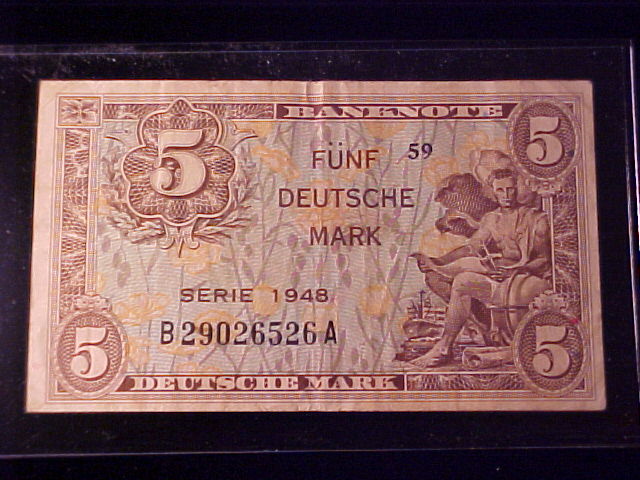 BANKNOTE
5
5
FÜNF 59
DEUTSCHE
MARK
SERIE 1948
B29026526A
5
5
DEUTSCHE MARK